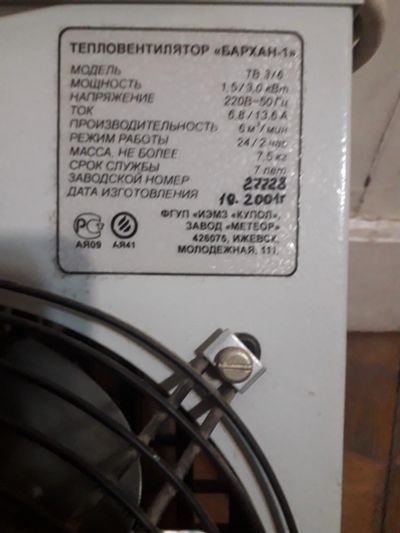 ТЕПЛОВЕНТИЛЯТОР «БАРХАН-1»
МОДЕЛЬ ТВ 3/6
МОЩНОСТЬ 1,5/3,0 кВт
НАПРЯЖЕНИЕ 220В~50Гц
ТОК 6,8/13,6А
ПРОИЗВОДИТЕЛЬНОСТЬ 6 м³/мин
РЕЖИМ РАБОТЫ 24/2 час
МАССА, НЕ БОЛЕЕ 7,5 кг
СРОК СЛУЖБЫ 7 лет
ЗАВОДСКОЙ НОМЕР 27728
ДАТА ИЗГОТОВЛЕНИЯ 10.2001г
ФГУП «ИЭМЗ «КУПОЛ»,
ЗАВОД «МЕТЕОР»
426076, ИЖЕВСК,
МОЛОДЕЖНАЯ, 111.
АЯ09 АЯ41